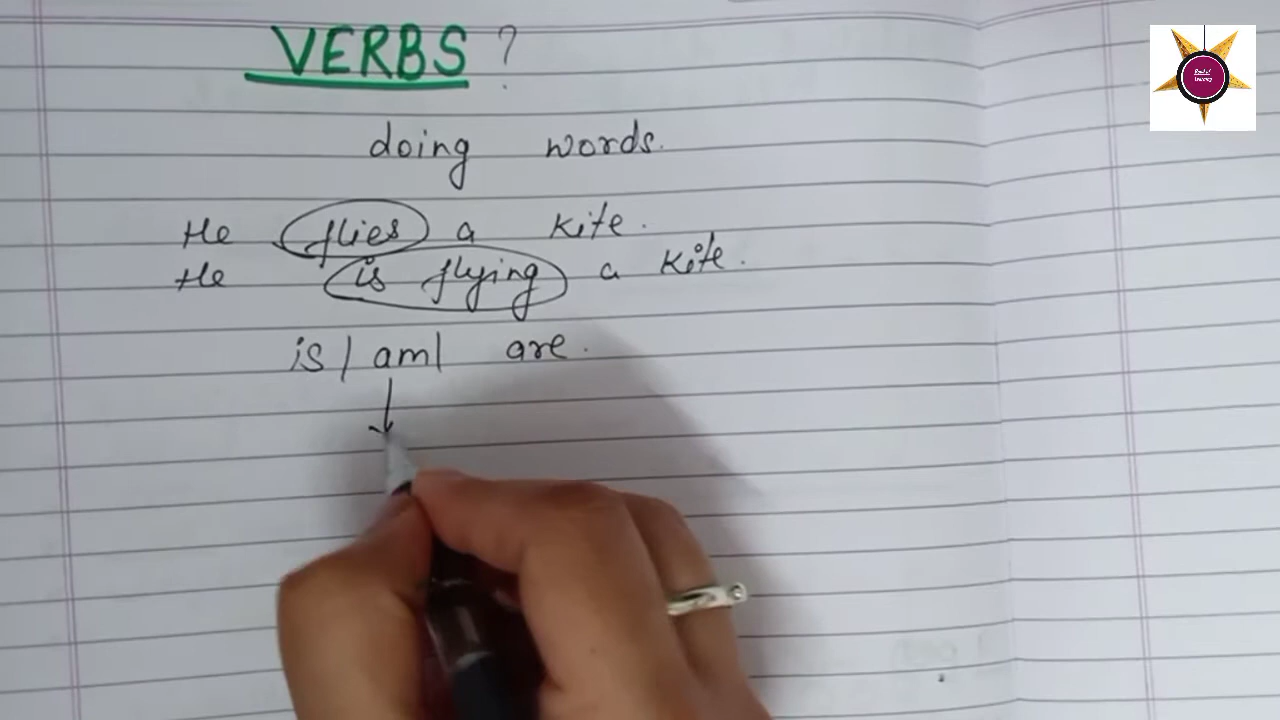 VERBS ?
doing words.
He flies a kite.
He is flying a kite.
is | am | are.